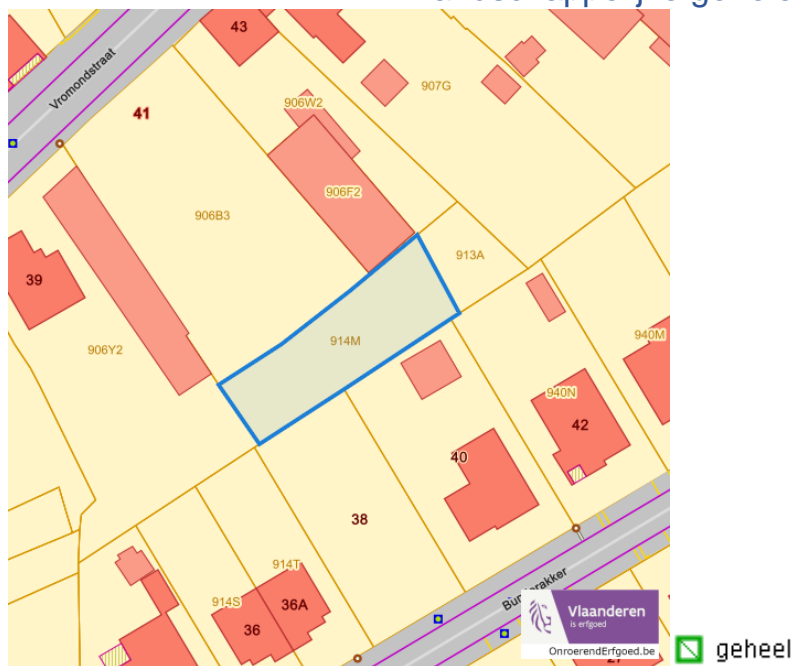 43
Vromondstraat
907G
906W2
41
906F2
906B3
913A
39
914M
940M
906Y2
940N
42
40
38
914T
914S
36A
36
Vlaanderen
is erfgoed
OnroerendErfgoed.be
geheel